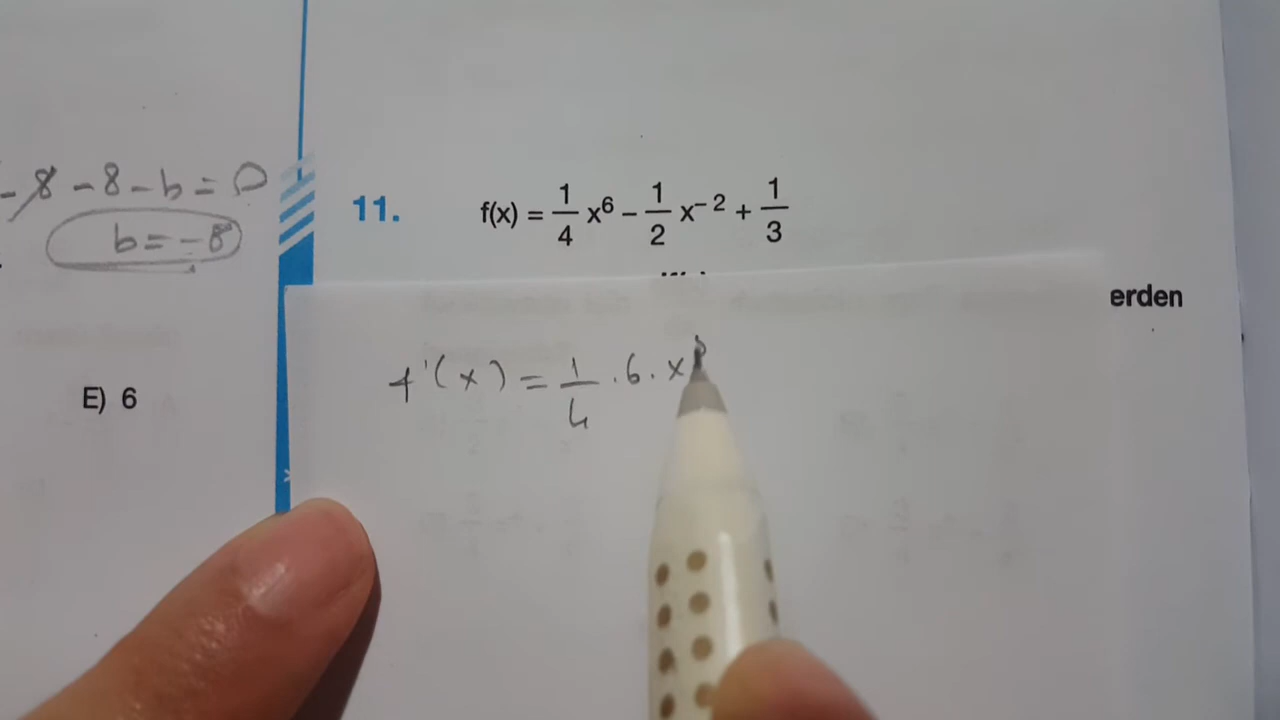 - 8 - 8 - b = 0
b = -8
E) 6
11. f(x) = 1/4 x⁶ - 1/2 x⁻² + 1/3
erden
f'(x) = 1/4 . 6 . x